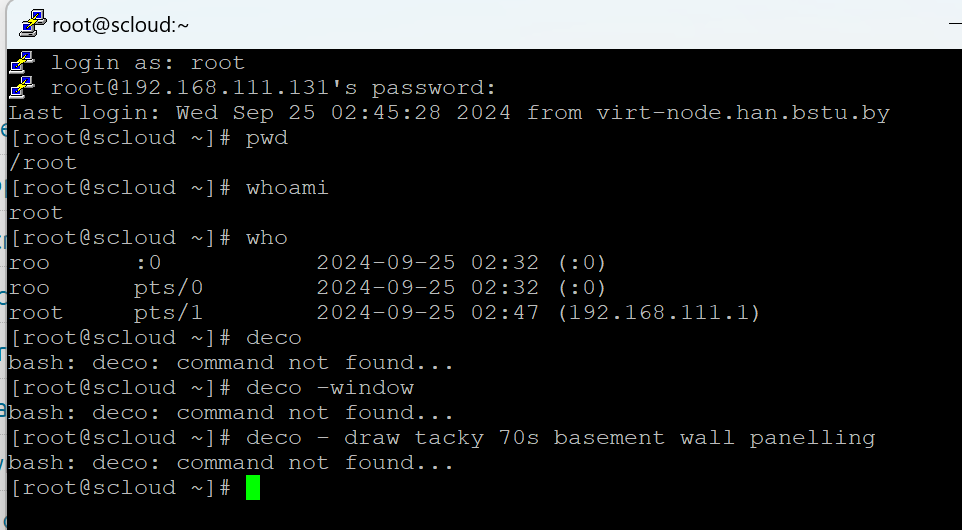 root@scloud:~
login as: root
root@192.168.111.131's password:
Last login: Wed Sep 25 02:45:28 2024 from virt-node.han.bstu.by
[root@scloud ~]# pwd
/root
[root@scloud ~]# whoami
root
[root@scloud ~]# who
roo      :0           2024-09-25 02:32 (:0)
roo      pts/0        2024-09-25 02:32 (:0)
root     pts/1        2024-09-25 02:47 (192.168.111.1)
[root@scloud ~]# deco
bash: deco: command not found...
[root@scloud ~]# deco -window
bash: deco: command not found...
[root@scloud ~]# deco - draw tacky 70s basement wall panelling
bash: deco: command not found...
[root@scloud ~]#